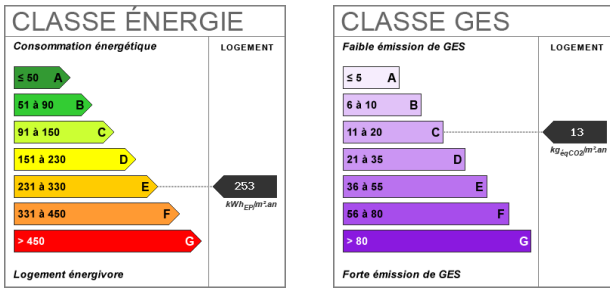 CLASSE ÉNERGIE
Consommation énergétique
LOGEMENT
≤ 50 A
51 à 90 B
91 à 150 C
151 à 230 D
231 à 330 E
253
kWhEP/m².an
331 à 450 F
> 450 G
Logement énergivore
CLASSE GES
Faible émission de GES
LOGEMENT
≤ 5 A
6 à 10 B
11 à 20 C
13
kgéqCO2/m².an
21 à 35 D
36 à 55 E
56 à 80 F
> 80 G
Forte émission de GES